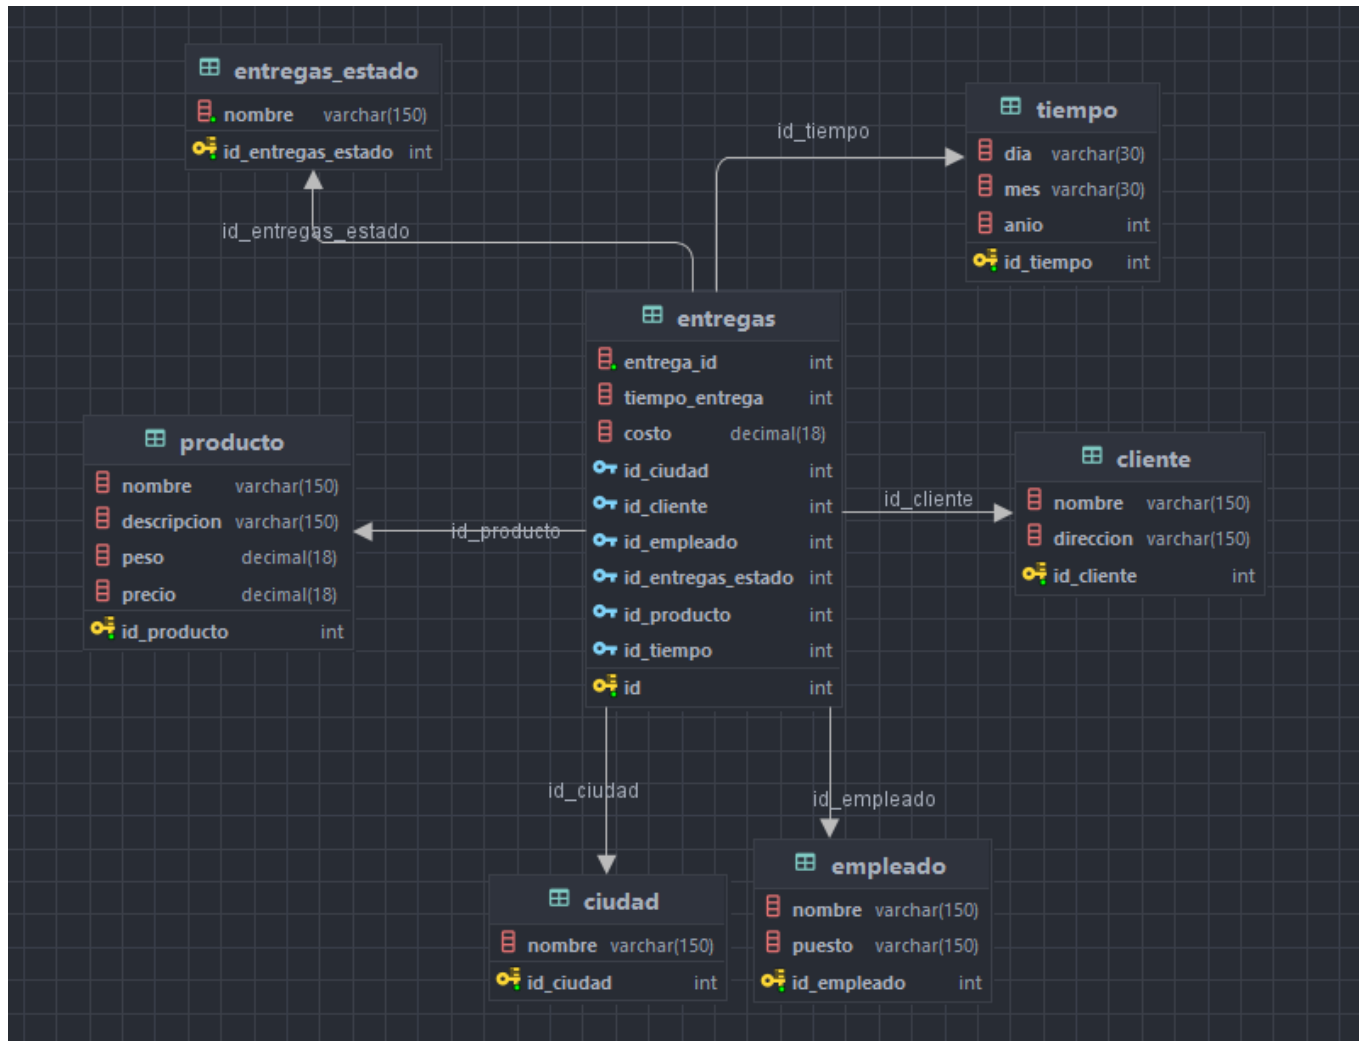 entregas_estado
nombre varchar(150)
id_entregas_estado int
tiempo
dia varchar(30)
mes varchar(30)
anio int
id_tiempo int
id_tiempo
id_entregas_estado
entregas
entrega_id int
tiempo_entrega int
costo decimal(18)
id_ciudad int
id_cliente int
id_empleado int
id_entregas_estado int
id_producto int
id_tiempo int
id int
producto
nombre varchar(150)
descripcion varchar(150)
peso decimal(18)
precio decimal(18)
id_producto int
id_producto
id_cliente
cliente
nombre varchar(150)
direccion varchar(150)
id_cliente int
id_ciudad
id_empleado
ciudad
nombre varchar(150)
id_ciudad int
empleado
nombre varchar(150)
puesto varchar(150)
id_empleado int